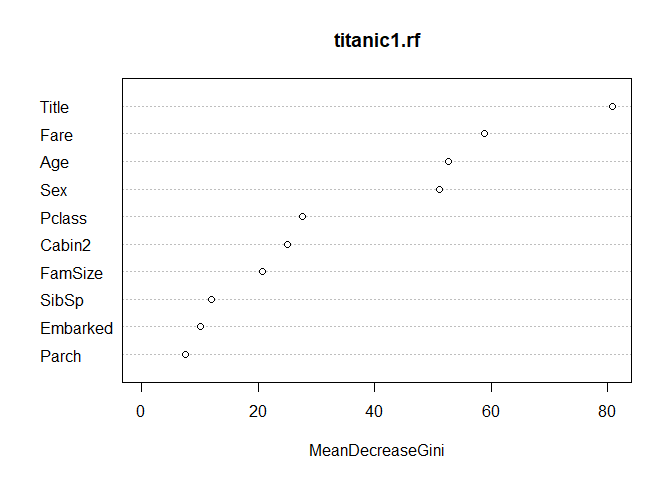 titanic1.rf
Title
Fare
Age
Sex
Pclass
Cabin2
FamSize
SibSp
Embarked
Parch
0 20 40 60 80
MeanDecreaseGini